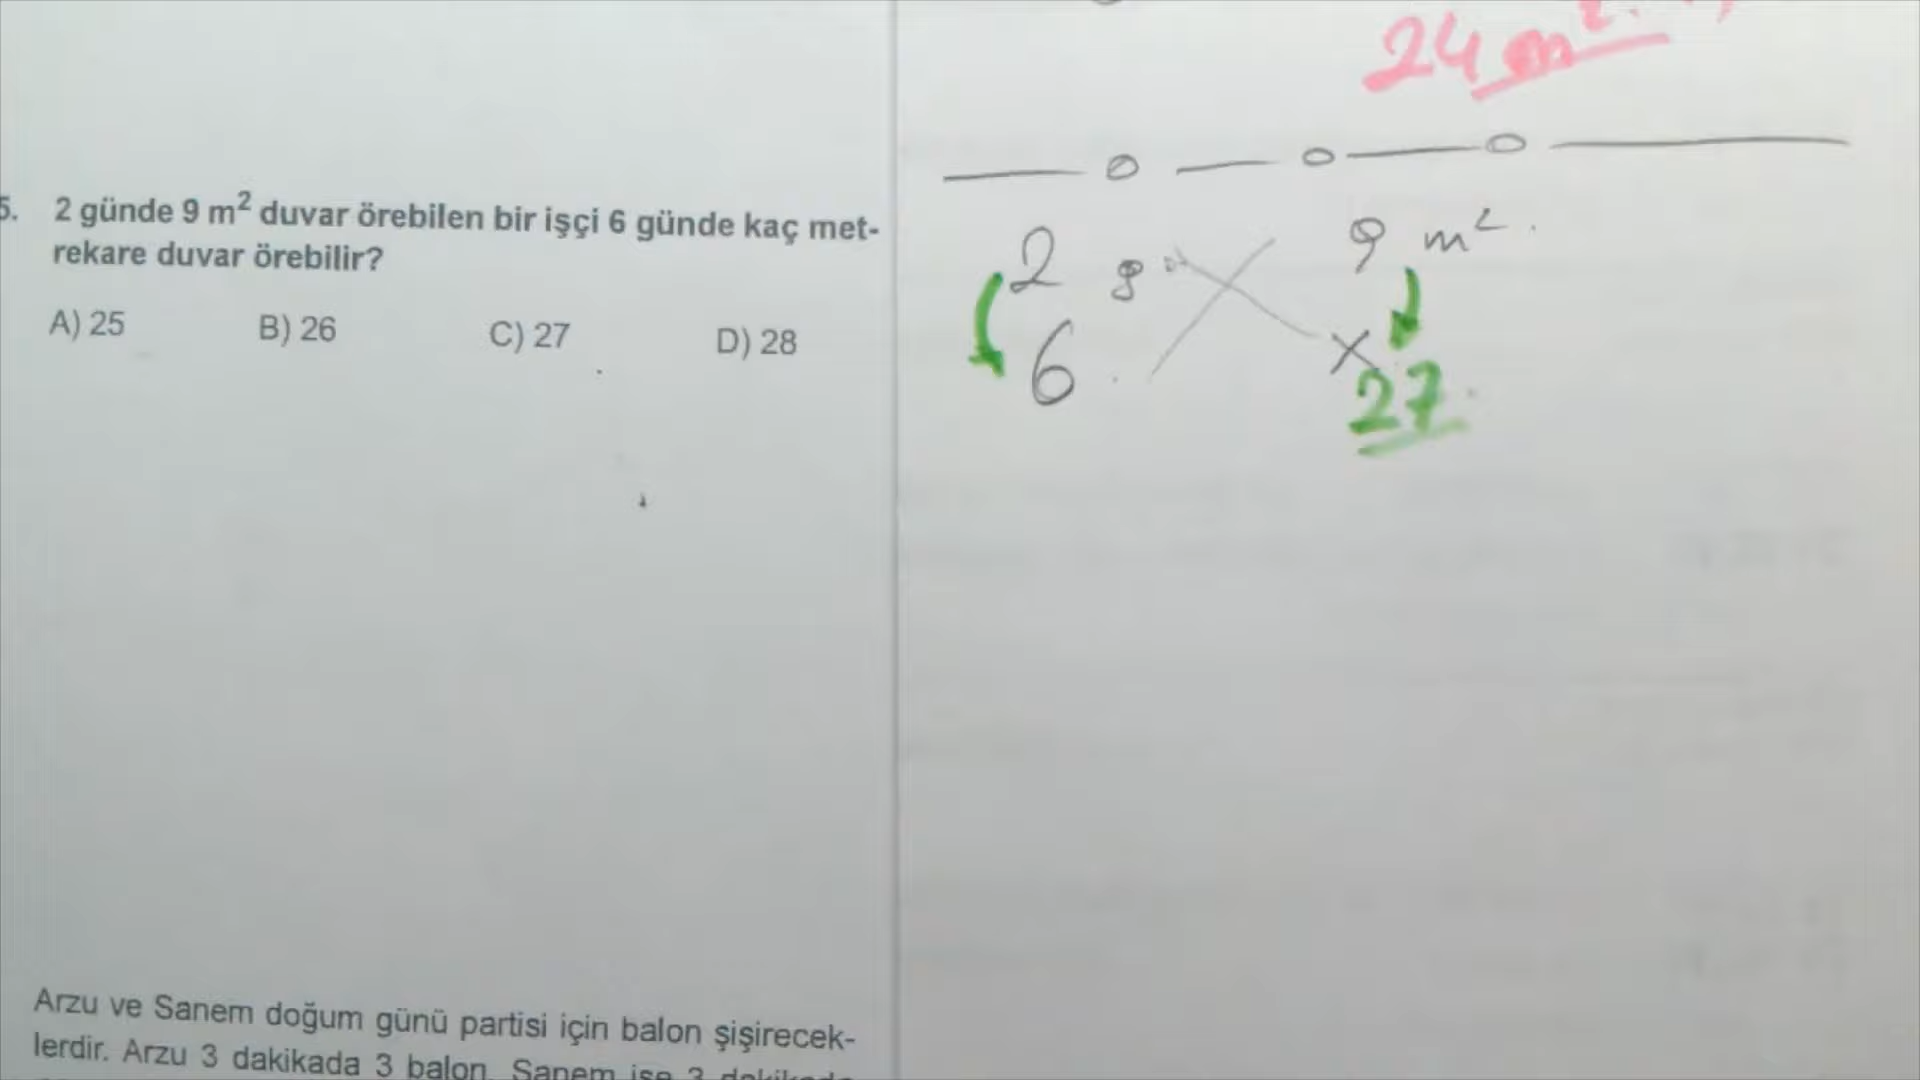 5. 2 günde 9 m² duvar örebilen bir işçi 6 günde kaç met-
rekare duvar örebilir?
A) 25 B) 26 C) 27 D) 28
Arzu ve Sanem doğum günü partisi için balon şişirecek-
lerdir. Arzu 3 dakikada 3 balon, Sanem ise 3 dakikada
24 m²
2 g 9 m²
6 x
27